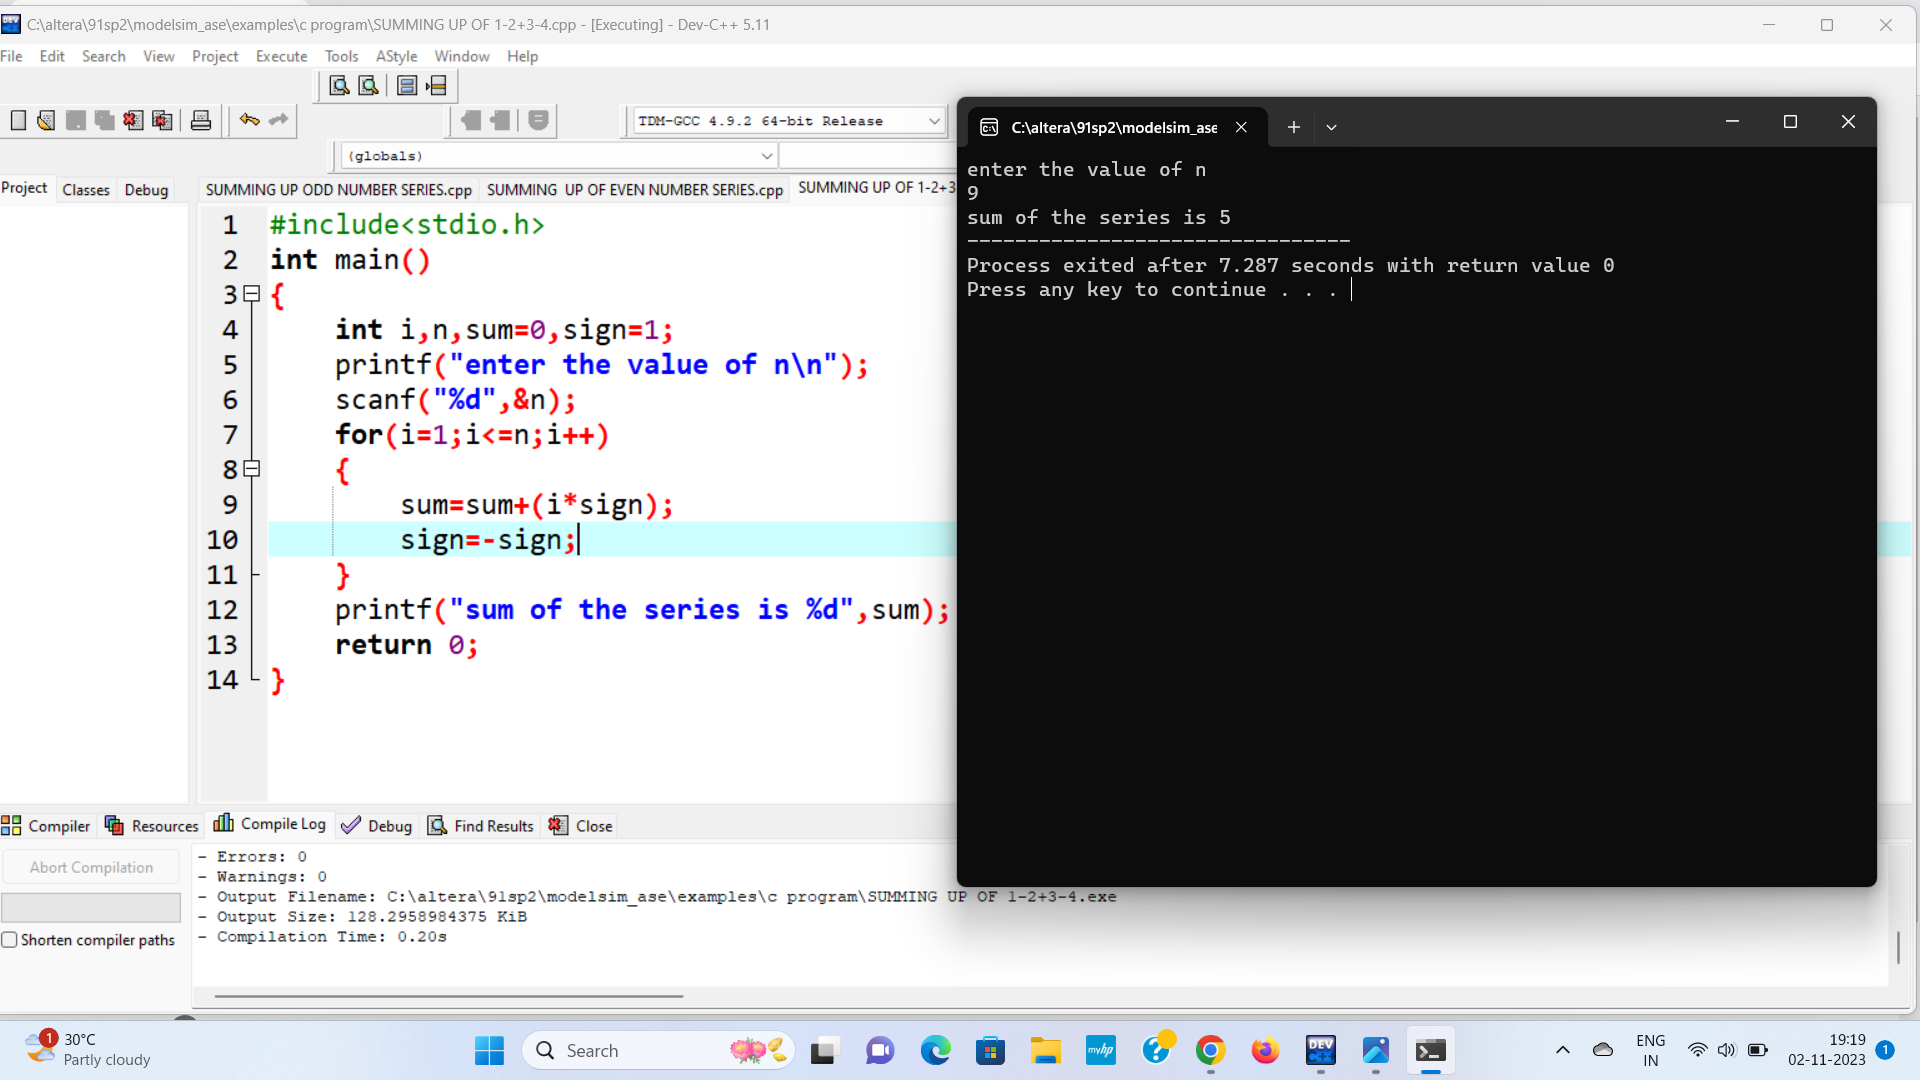 C:\altera\91sp2\modelsim_ase\examples\c program\SUMMING UP OF 1-2+3-4.cpp - [Executing] - Dev-C++ 5.11
File Edit Search View Project Execute Tools AStyle Window Help
TDM-GCC 4.9.2 64-bit Release
(globals)
Project Classes Debug
SUMMING UP ODD NUMBER SERIES.cpp SUMMING  UP OF EVEN NUMBER SERIES.cpp SUMMING UP OF 1-2+3
1 #include<stdio.h>
2 int main()
3 {
4 int i,n,sum=0,sign=1;
5 printf("enter the value of n\n");
6 scanf("%d",&n);
7 for(i=1;i<=n;i++)
8 {
9 sum=sum+(i*sign);
10 sign=-sign;
11 }
12 printf("sum of the series is %d",sum);
13 return 0;
14 }
C:\altera\91sp2\modelsim_ase
enter the value of n
9
sum of the series is 5
--------------------------------
Process exited after 7.287 seconds with return value 0
Press any key to continue . . .
Compiler Resources Compile Log Debug Find Results Close
Abort Compilation
Shorten compiler paths
- Errors: 0
- Warnings: 0
- Output Filename: C:\altera\91sp2\modelsim_ase\examples\c program\SUMMING UP OF 1-2+3-4.exe
- Output Size: 128.2958984375 KiB
- Compilation Time: 0.20s
1
30°C
Partly cloudy
Search
myhp
DEV
ENG
IN
19:19
02-11-2023
1